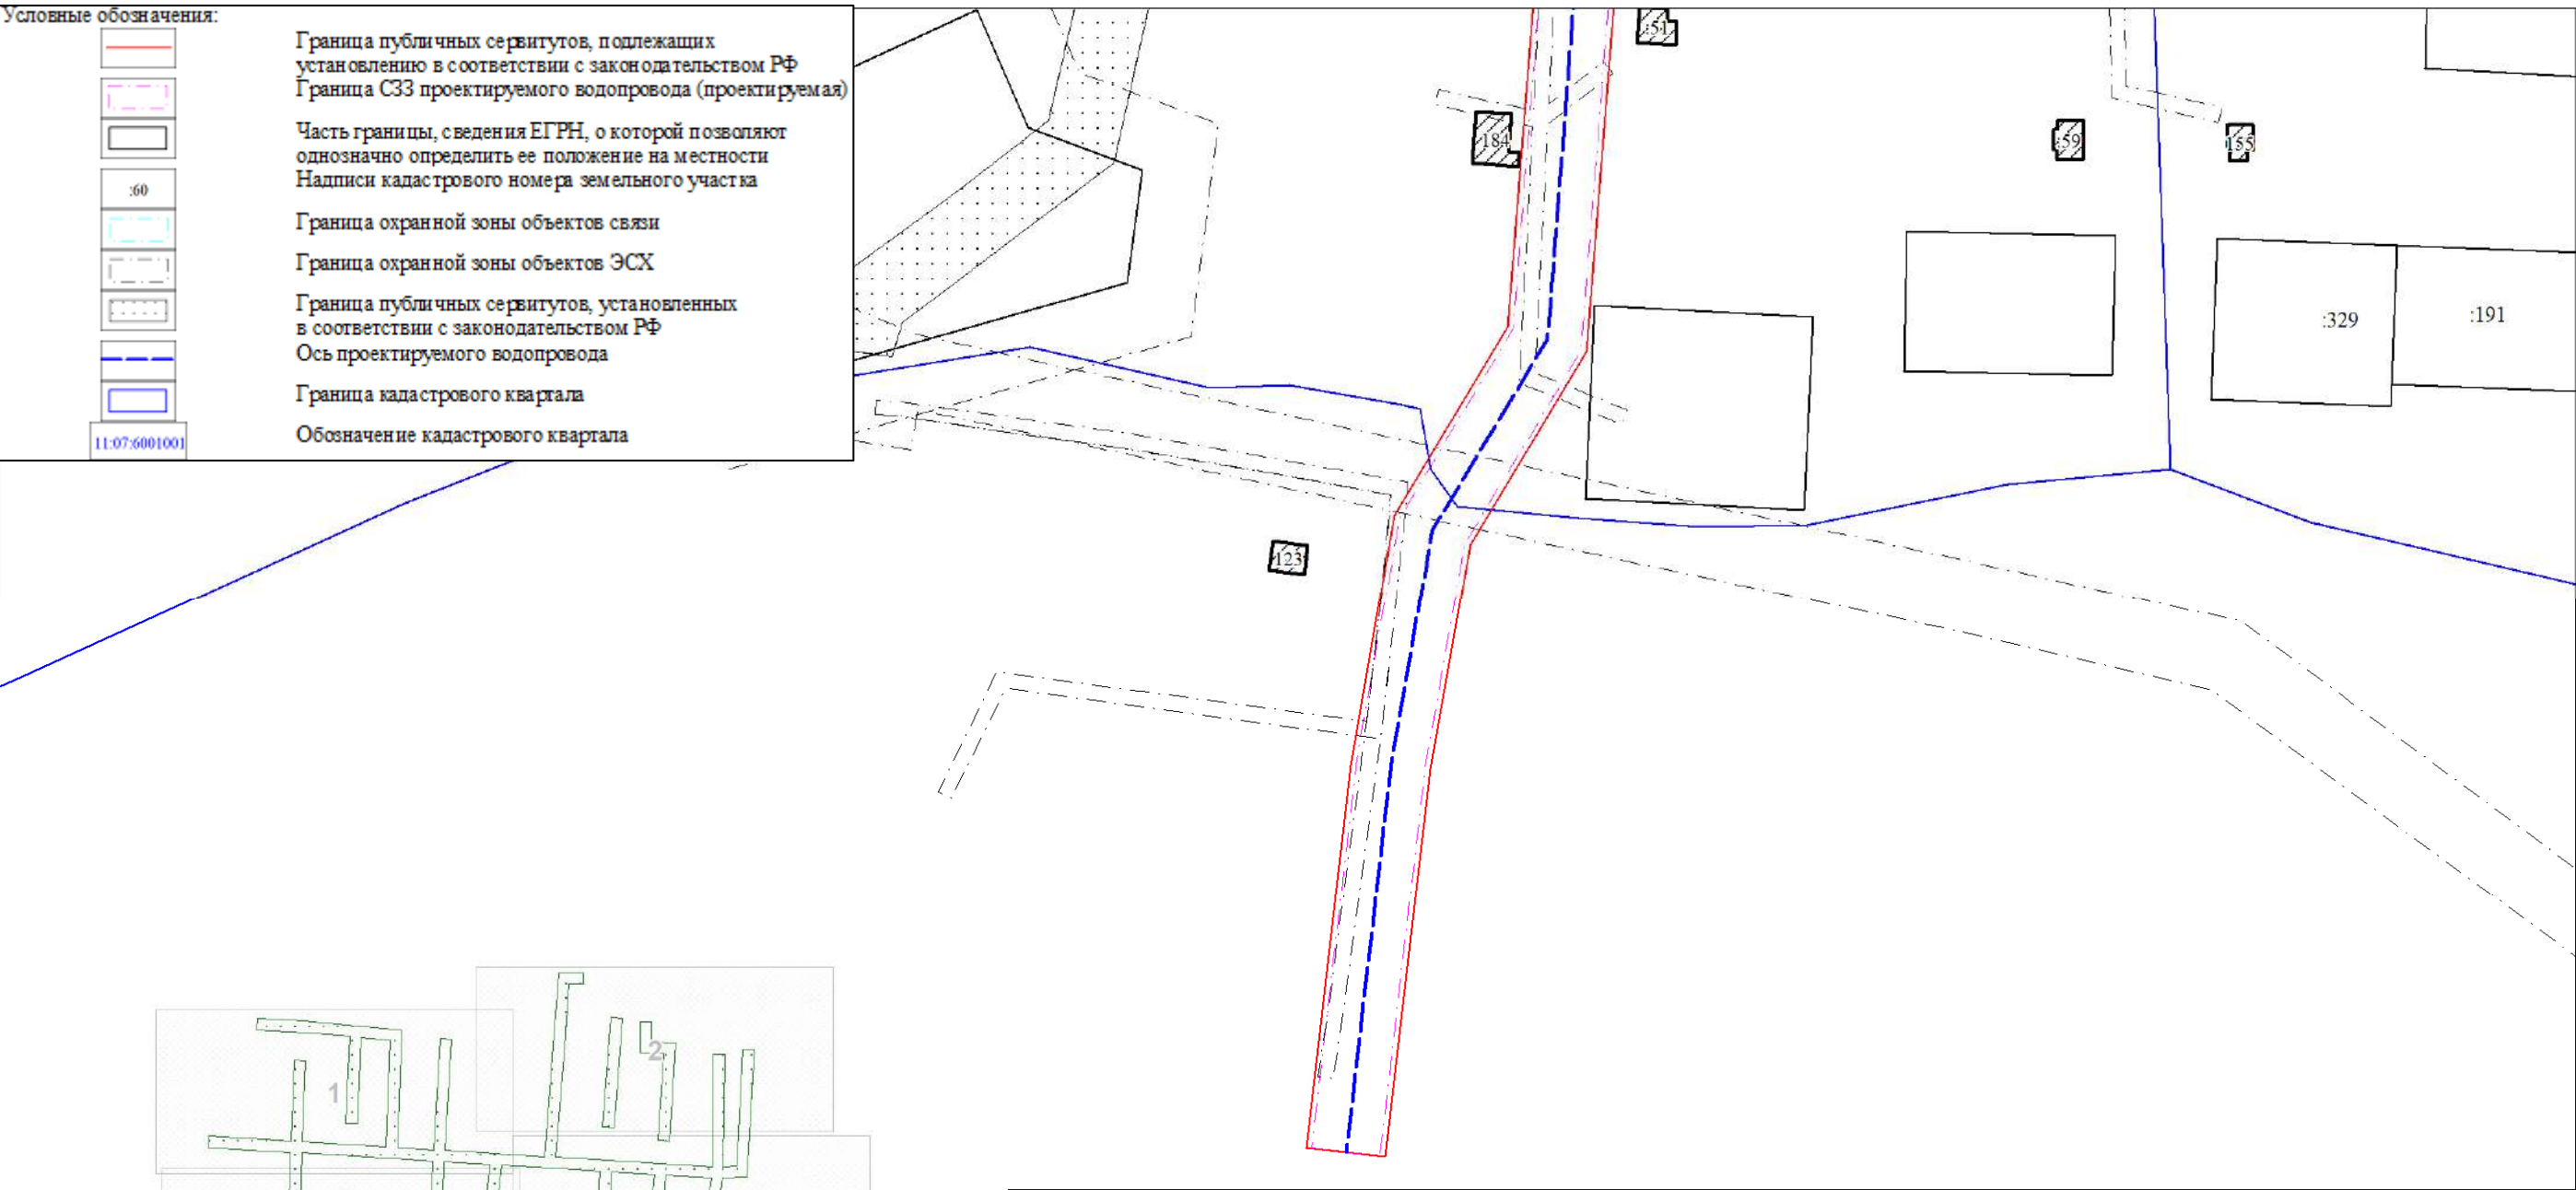 Условные обозначения:
Граница публичных сервитутов, подлежащих
установлению в соответствии с законодательством РФ
Граница СЗЗ проектируемого водопровода (проектируемая)
Часть границы, сведения ЕГРН, о которой позволяют
однозначно определить ее положение на местности
:60
Надписи кадастрового номера земельного участка
Граница охранной зоны объектов связи
Граница охранной зоны объектов ЭСХ
Граница публичных сервитутов, установленных
в соответствии с законодательством РФ
Ось проектируемого водопровода
Граница кадастрового квартала
11:07:6001001
Обозначение кадастрового квартала
:51
184
:59
155
:329
:191
123
2
1